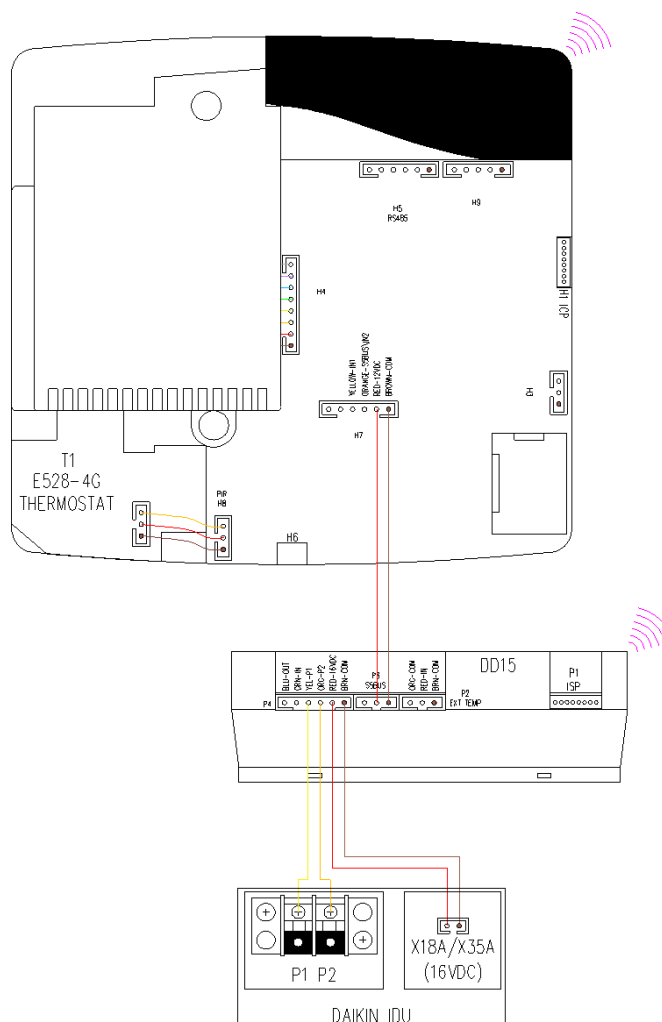 H5
RS485
H9
H1 ICP
H4
H3
YELLOW-IN1
ORANGE-S5BUS\IN2
RED-12VDC
BROWN-COM
H7
T1
E528-4G
THERMOSTAT
PIR
H8
H6
BLU-OUT
ORN-IN
YEL-P1
ORG-P2
RED-16VDC
BRN-COM
P4
P3
S5BUS
ORG-COM
RED-IN
BRN-COM
P2
EXT TEMP
DD15
P1
ISP
P1 P2
X18A/X35A
(16VDC)
DAIKIN IDU